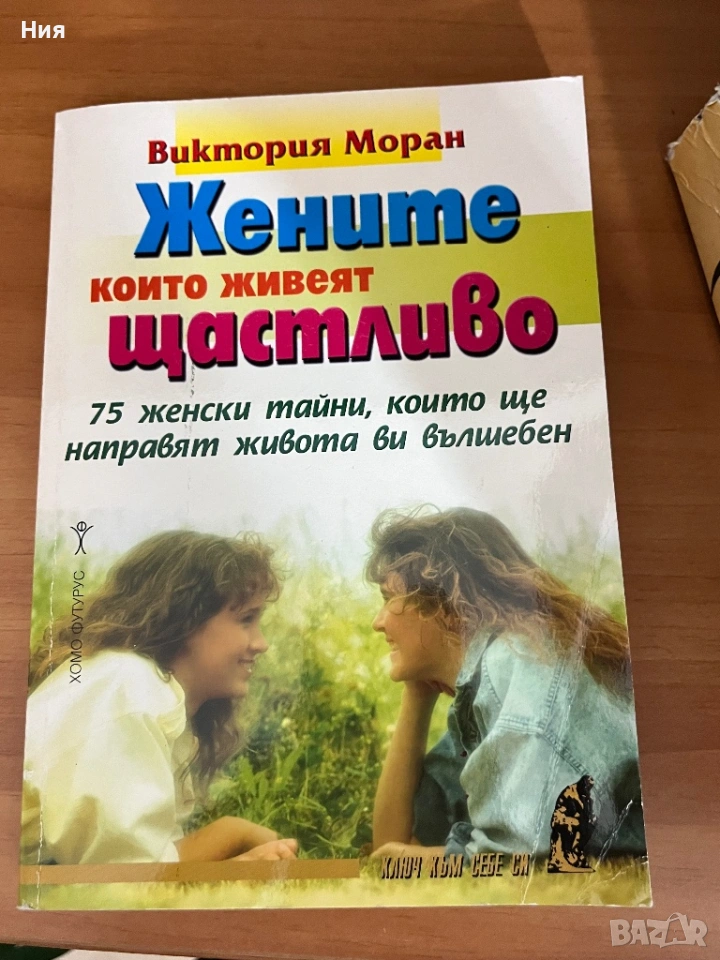 Ния
Виктория Моран
Жените
които живеят
щастливо
75 женски тайни, които ще
направят живота ви вълшебен
ХОМО ФУТУРУС
КЛЮЧ КЪМ СЕБЕ СИ
BAZAR